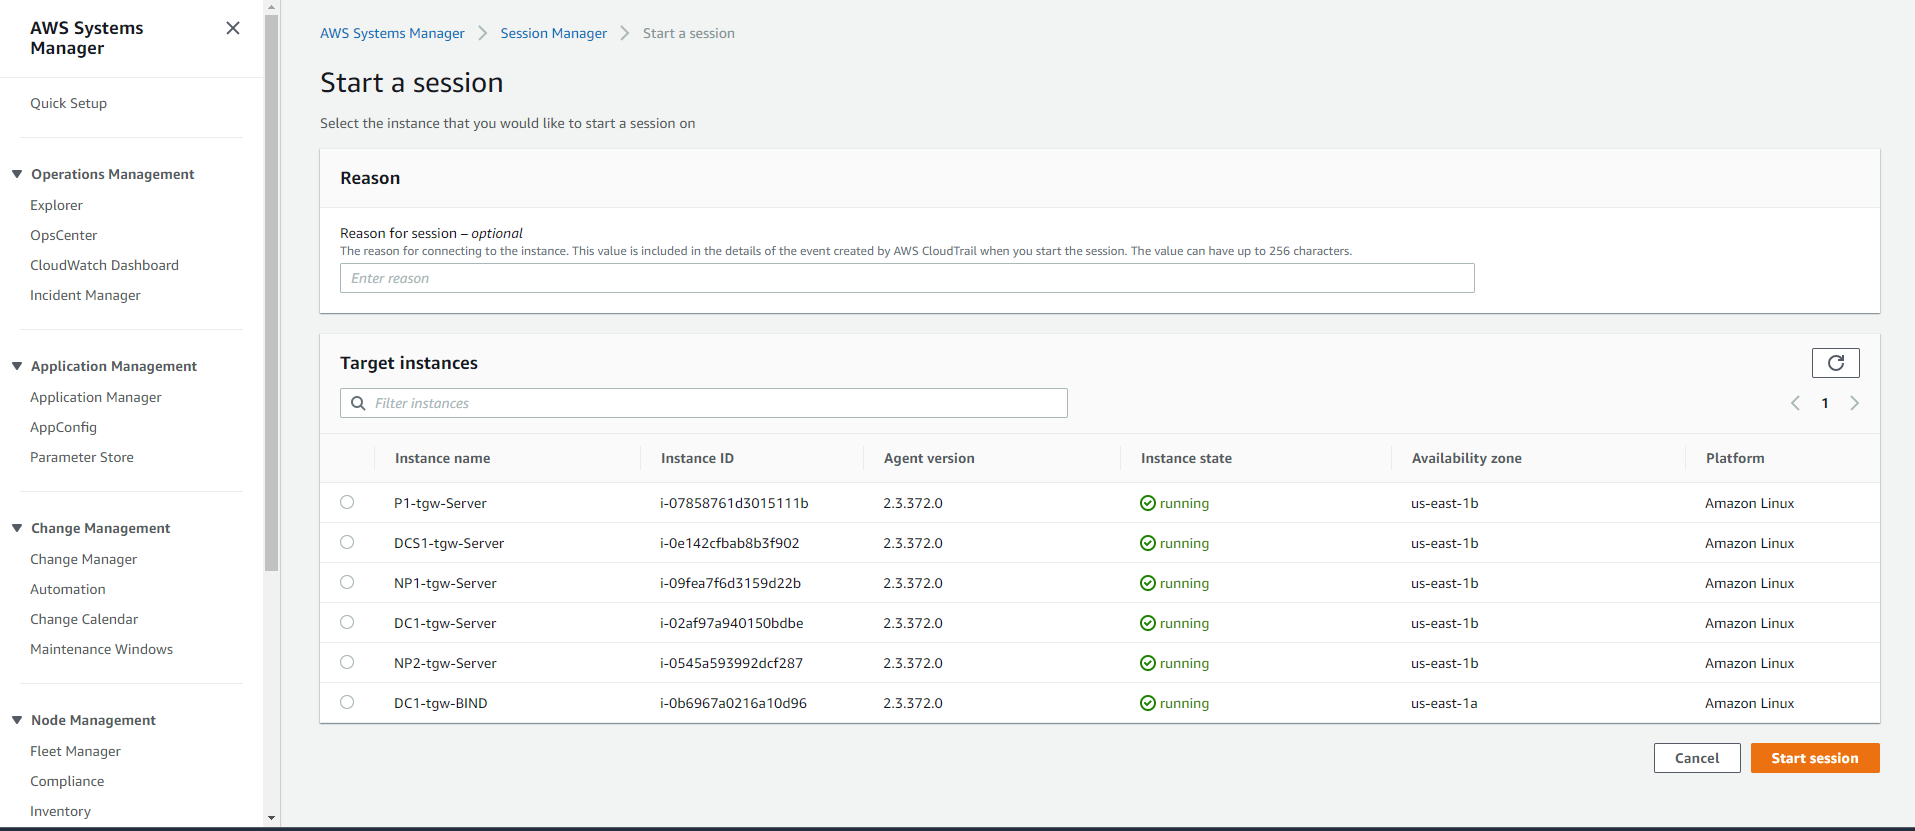 AWS Systems
Manager
Quick Setup
Operations Management
Explorer
OpsCenter
CloudWatch Dashboard
Incident Manager
Application Management
Application Manager
AppConfig
Parameter Store
Change Management
Change Manager
Automation
Change Calendar
Maintenance Windows
Node Management
Fleet Manager
Compliance
Inventory
AWS Systems Manager > Session Manager > Start a session
Start a session
Select the instance that you would like to start a session on
Reason
Reason for session – optional
The reason for connecting to the instance. This value is included in the details of the event created by AWS CloudTrail when you start the session. The value can have up to 256 characters.
Enter reason
Target instances
Filter instances
1
Instance name Instance ID Agent version Instance state Availability zone Platform
P1-tgw-Server i-07858761d3015111b 2.3.372.0 running us-east-1b Amazon Linux
DCS1-tgw-Server i-0e142cfbab8b3f902 2.3.372.0 running us-east-1b Amazon Linux
NP1-tgw-Server i-09fea7f6d3159d22b 2.3.372.0 running us-east-1b Amazon Linux
DC1-tgw-Server i-02af97a940150bdbe 2.3.372.0 running us-east-1b Amazon Linux
NP2-tgw-Server i-0545a593992dcf287 2.3.372.0 running us-east-1b Amazon Linux
DC1-tgw-BIND i-0b6967a0216a10d96 2.3.372.0 running us-east-1a Amazon Linux
Cancel Start session